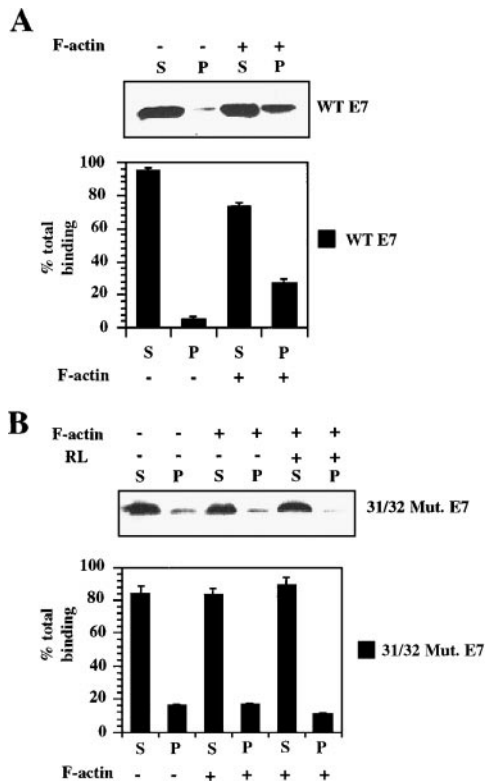 A
F-actin - - + +
S P S P
WT E7
100
80
60
40
20
0
% total binding
WT E7
S P S P
F-actin - - + +
B
F-actin - - + + + +
RL - - - - + +
S P S P S P
31/32 Mut. E7
100
80
60
40
20
0
% total binding
31/32 Mut. E7
S P S P S P
F-actin - - + + + +